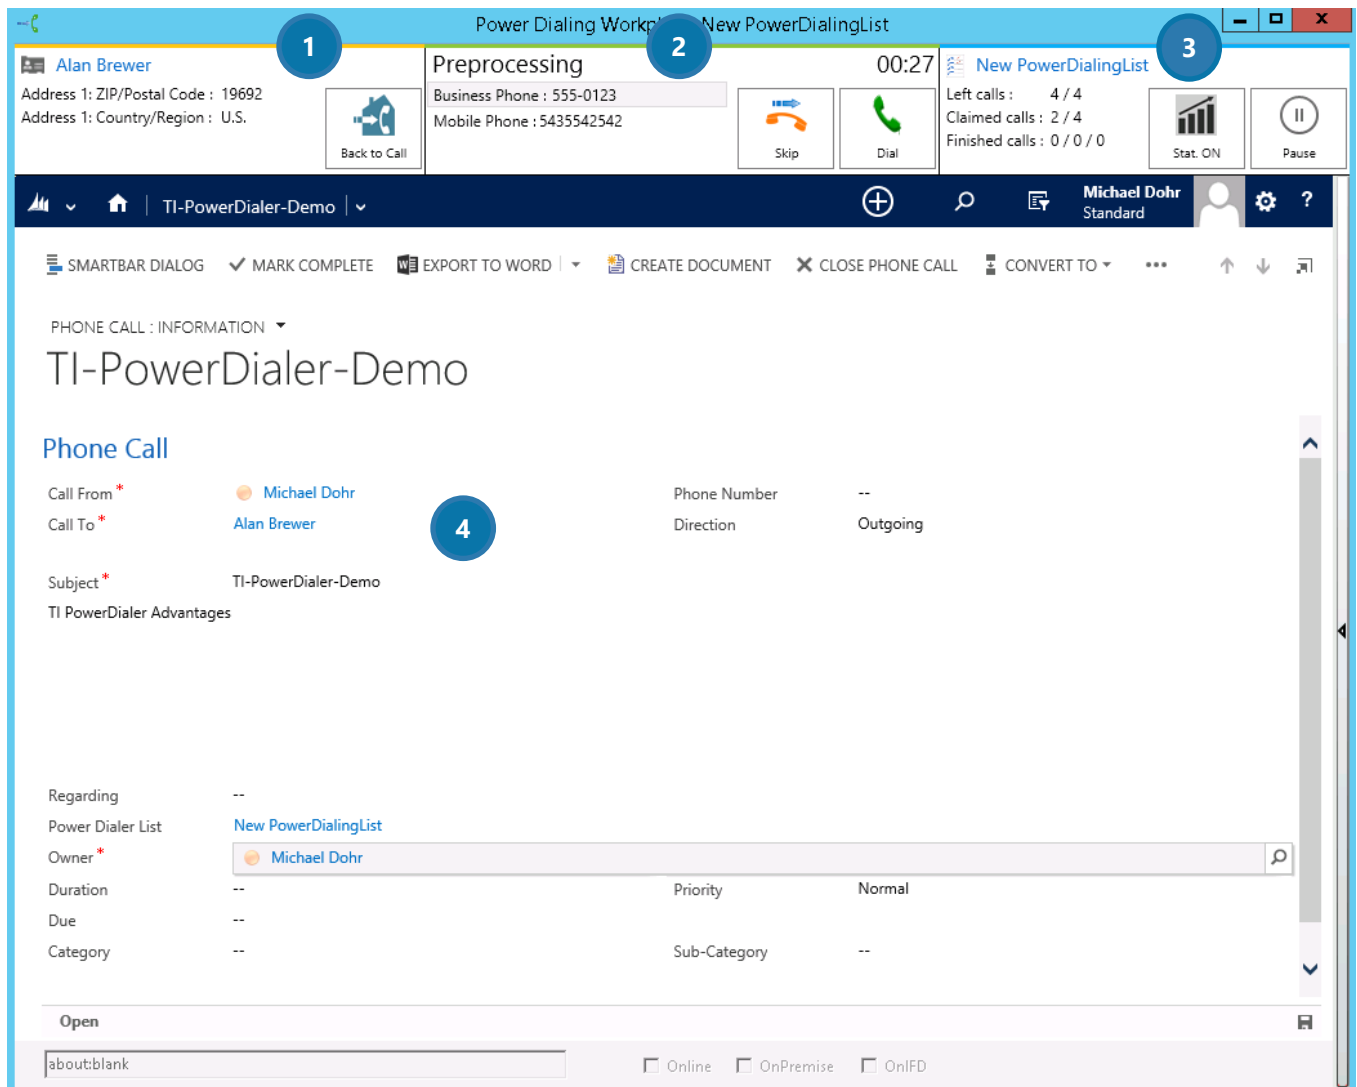 Power Dialing Workpl New PowerDialingList
1
2
3
Alan Brewer
Address 1: ZIP/Postal Code : 19692
Address 1: Country/Region : U.S.
Back to Call
Preprocessing 00:27
Business Phone : 555-0123
Mobile Phone : 5435542542
Skip
Dial
New PowerDialingList
Left calls : 4 / 4
Claimed calls : 2 / 4
Finished calls : 0 / 0 / 0
Stat. ON
Pause
TI-PowerDialer-Demo
Michael Dohr
Standard
?
SMARTBAR DIALOG MARK COMPLETE EXPORT TO WORD CREATE DOCUMENT CLOSE PHONE CALL CONVERT TO •••
PHONE CALL : INFORMATION
TI-PowerDialer-Demo
Phone Call
Call From * Michael Dohr Phone Number --
Call To * Alan Brewer Direction Outgoing
4
Subject * TI-PowerDialer-Demo
TI PowerDialer Advantages
Regarding --
Power Dialer List New PowerDialingList
Owner * Michael Dohr
Duration -- Priority Normal
Due --
Category -- Sub-Category --
Open
about:blank Online OnPremise OnIFD